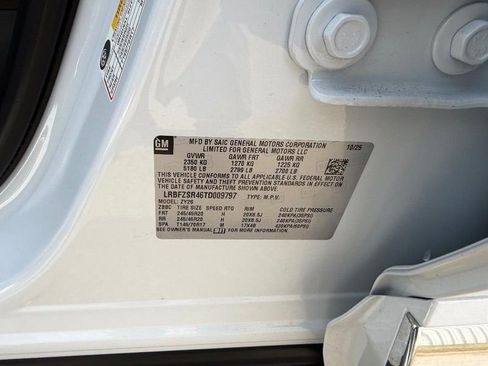 GM
MFD BY SAIC GENERAL MOTORS CORPORATION 10/25
LIMITED FOR GENERAL MOTORS LLC
GVWR GAWR FRT GAWR RR
2350 KG 1270 KG 1225 KG
5180 LB 2799 LB 2700 LB
THIS VEHICLE CONFORMS TO ALL APPLICABLE U.S. FEDERAL MOTOR
VEHICLE SAFETY, BUMPER, AND THEFT PREVENTION STANDARDS
IN EFFECT ON THE DATE OF MANUFACTURE SHOWN ABOVE.
LRBFZSR46TD009797 TYPE: M.P.V.
MODEL: ZY26
TIRE SIZE SPEED RTG RIM COLD TIRE PRESSURE
FRT 245/45R20 H 20X8.5J 240KPA(35PSI)
RR 245/45R20 H 20X8.5J 240KPA(35PSI)
SPA T145/70R17 M 17X4B 420KPA(60PSI)
SEE OWNER'S MANUAL FOR MORE INFORMATION